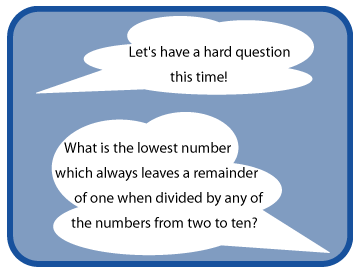 Let's have a hard question
this time!
What is the lowest number
which always leaves a remainder
of one when divided by any of
the numbers from two to ten?